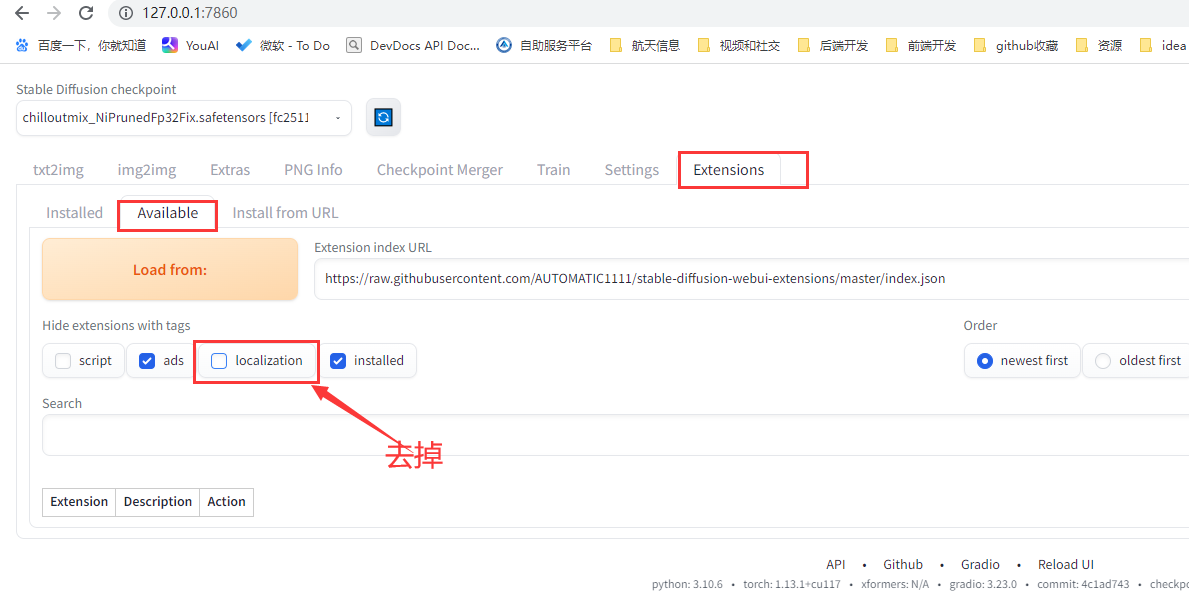 127.0.0.1:7860
百度一下，你就知道 YouAI 微软 - To Do DevDocs API Doc... 自助服务平台 航天信息 视频和社交 后端开发 前端开发 github收藏 资源 idea
Stable Diffusion checkpoint
chilloutmix_NiPrunedFp32Fix.safetensors [fc2511
txt2img img2img Extras PNG Info Checkpoint Merger Train Settings Extensions
Installed Available Install from URL
Extension index URL
Load from: https://raw.githubusercontent.com/AUTOMATIC1111/stable-diffusion-webui-extensions/master/index.json
Hide extensions with tags Order
script ads localization installed newest first oldest first
Search
去掉
Extension Description Action
API • Github • Gradio • Reload UI
python: 3.10.6 • torch: 1.13.1+cu117 • xformers: N/A • gradio: 3.23.0 • commit: 4c1ad743 • checkpo